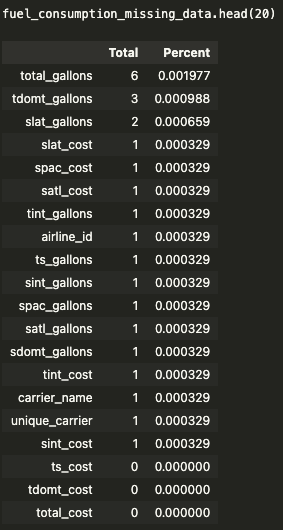 fuel_consumption_missing_data.head(20)
Total Percent
total_gallons 6 0.001977
tdomt_gallons 3 0.000988
slat_gallons 2 0.000659
slat_cost 1 0.000329
spac_cost 1 0.000329
satl_cost 1 0.000329
tint_gallons 1 0.000329
airline_id 1 0.000329
ts_gallons 1 0.000329
sint_gallons 1 0.000329
spac_gallons 1 0.000329
satl_gallons 1 0.000329
sdomt_gallons 1 0.000329
tint_cost 1 0.000329
carrier_name 1 0.000329
unique_carrier 1 0.000329
sint_cost 1 0.000329
ts_cost 0 0.000000
tdomt_cost 0 0.000000
total_cost 0 0.000000